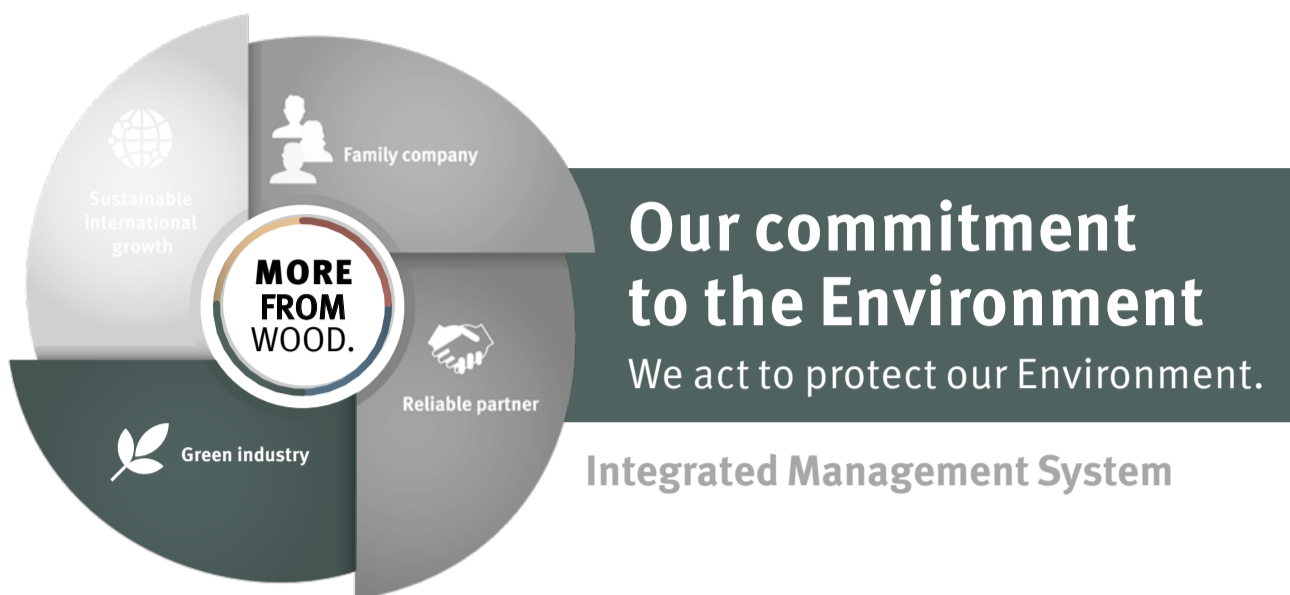 Sustainable
international
growth
Family company
MORE
FROM
WOOD.
Reliable partner
Green industry
Our commitment
to the Environment
We act to protect our Environment.
Integrated Management System